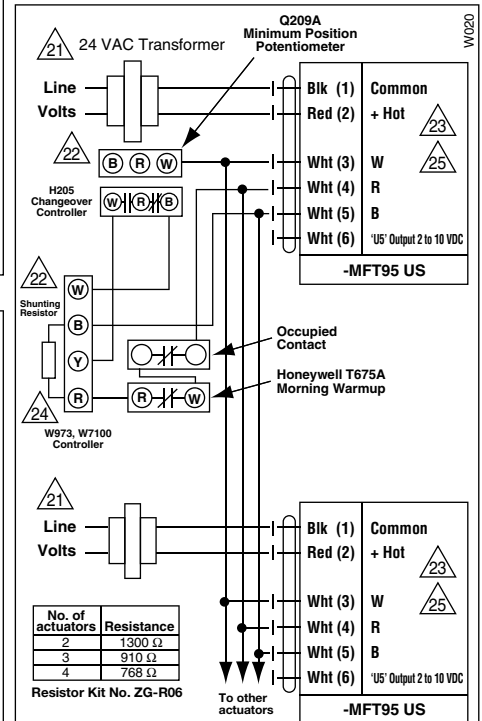 W020
Q209A
Minimum Position
Potentiometer
21 24 VAC Transformer
Line
Volts
Blk (1) Common
Red (2) + Hot
23
22
B R W
Wht (3) W
25
H205
Changeover
Controller
W R B
Wht (4) R
Wht (5) B
Wht (6) 'U5' Output 2 to 10 VDC
-MFT95 US
22
Shunting
Resistor
W
B
Y
R
24
W973, W7100
Controller
Occupied
Contact
R W
Honeywell T675A
Morning Warmup
21
Line
Volts
Blk (1) Common
Red (2) + Hot
23
Wht (3) W
25
Wht (4) R
Wht (5) B
Wht (6) 'U5' Output 2 to 10 VDC
-MFT95 US
No. of actuators Resistance
2 1300 Ω
3 910 Ω
4 768 Ω
Resistor Kit No. ZG-R06
To other
actuators